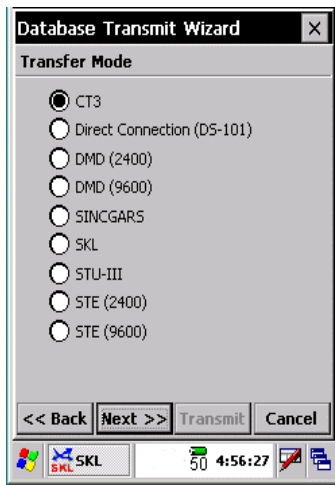 Database Transmit Wizard
Transfer Mode
CT3
Direct Connection (DS-101)
DMD (2400)
DMD (9600)
SINCGARS
SKL
STU-III
STE (2400)
STE (9600)
<< Back Next >> Transmit Cancel
SKL SKL 50 4:56:27